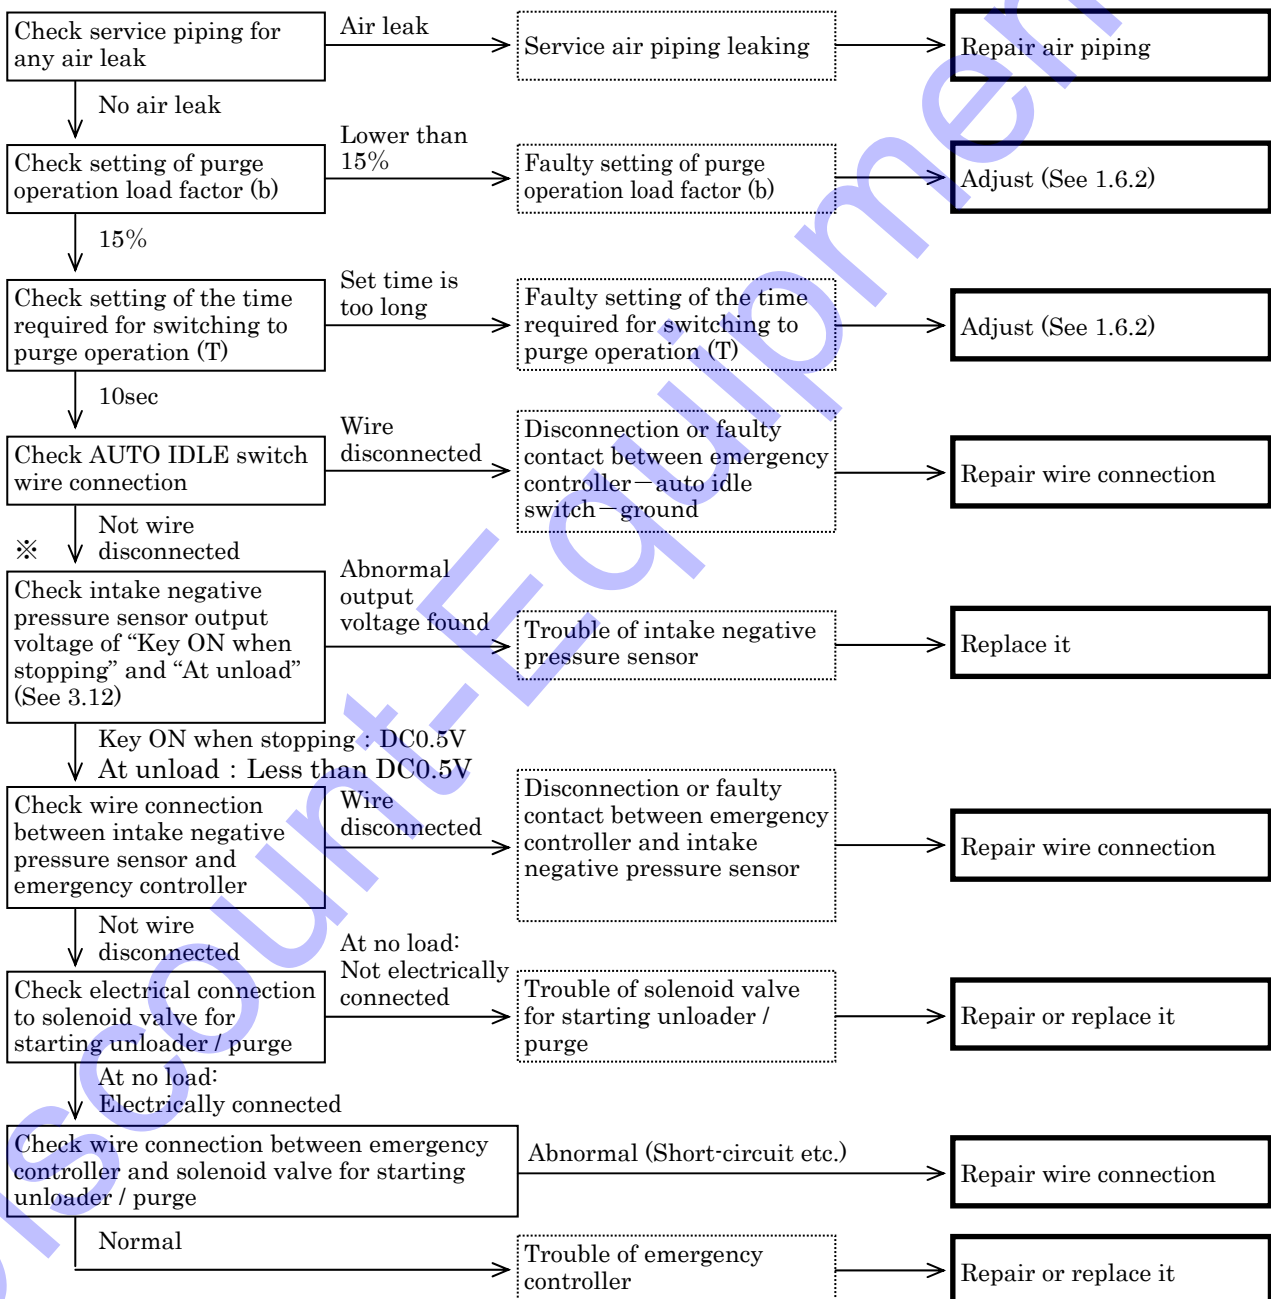 Check service piping for
any air leak
Air leak
Service air piping leaking
Repair air piping
No air leak
Check setting of purge
operation load factor (b)
Lower than
15%
Faulty setting of purge
operation load factor (b)
Adjust (See 1.6.2)
15%
Check setting of the time
required for switching to
purge operation (T)
Set time is
too long
Faulty setting of the time
required for switching to
purge operation (T)
Adjust (See 1.6.2)
10sec
Check AUTO IDLE switch
wire connection
Wire
disconnected
Disconnection or faulty
contact between emergency
controller－auto idle
switch－ground
Repair wire connection
Not wire
disconnected
※
Check intake negative
pressure sensor output
voltage of “Key ON when
stopping” and “At unload”
(See 3.12)
Abnormal
output
voltage found
Trouble of intake negative
pressure sensor
Replace it
Key ON when stopping : DC0.5V
At unload : Less than DC0.5V
Check wire connection
between intake negative
pressure sensor and
emergency controller
Wire
disconnected
Disconnection or faulty
contact between emergency
controller and intake
negative pressure sensor
Repair wire connection
Not wire
disconnected
Check electrical connection
to solenoid valve for
starting unloader / purge
At no load:
Not electrically
connected
Trouble of solenoid valve
for starting unloader /
purge
Repair or replace it
At no load:
Electrically connected
Check wire connection between emergency
controller and solenoid valve for starting
unloader / purge
Abnormal (Short-circuit etc.)
Repair wire connection
Normal
Trouble of emergency
controller
Repair or replace it
Discount-Equipment